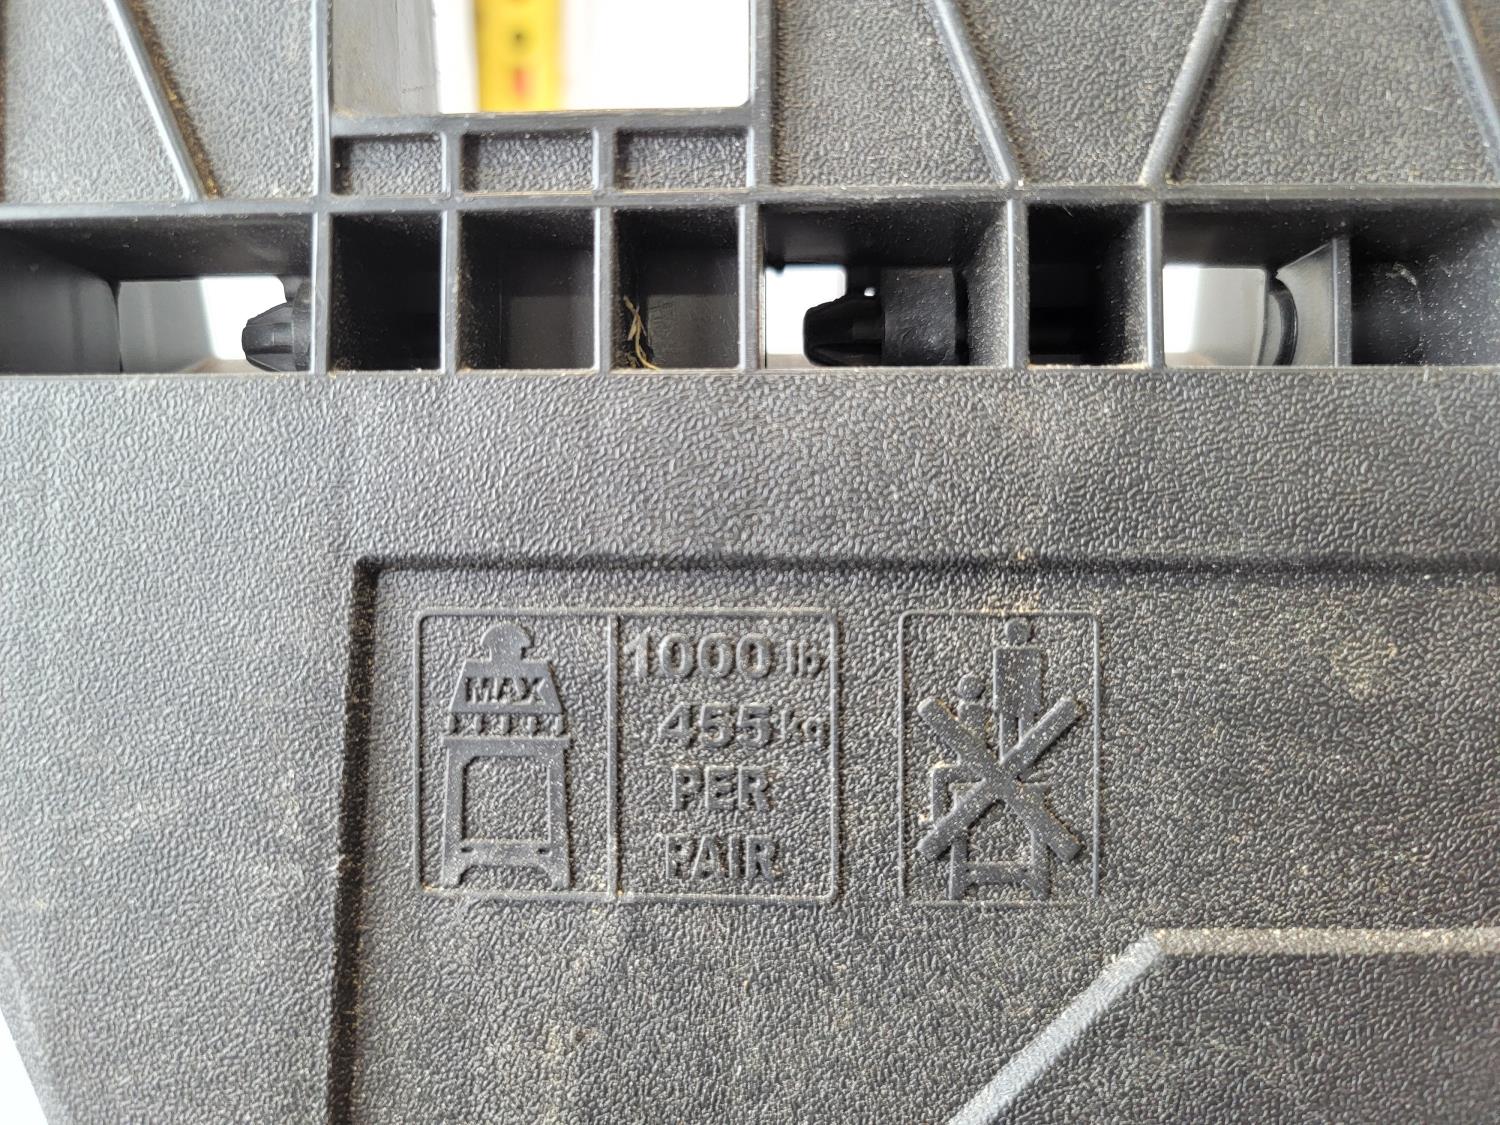 MAX
1000 lb
455 kg
PER
PAIR